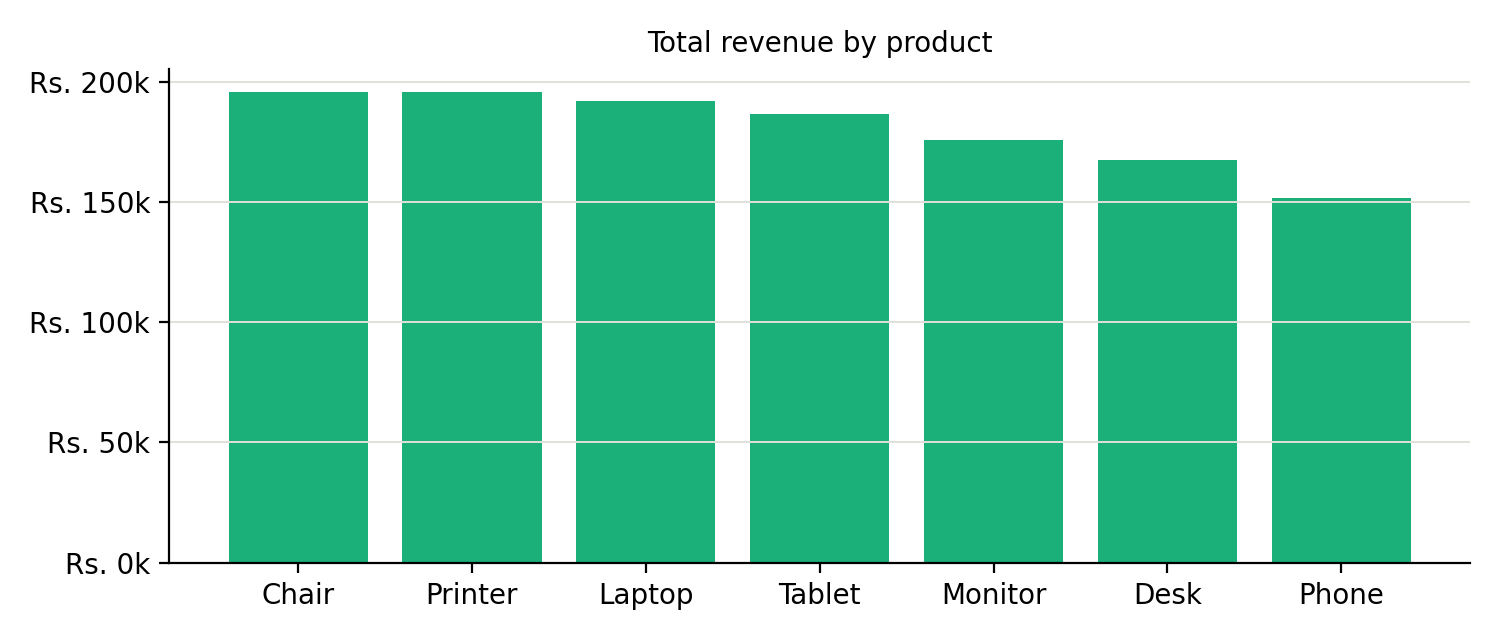 Total revenue by product
Rs. 200k
Rs. 150k
Rs. 100k
Rs. 50k
Rs. 0k
Chair Printer Laptop Tablet Monitor Desk Phone